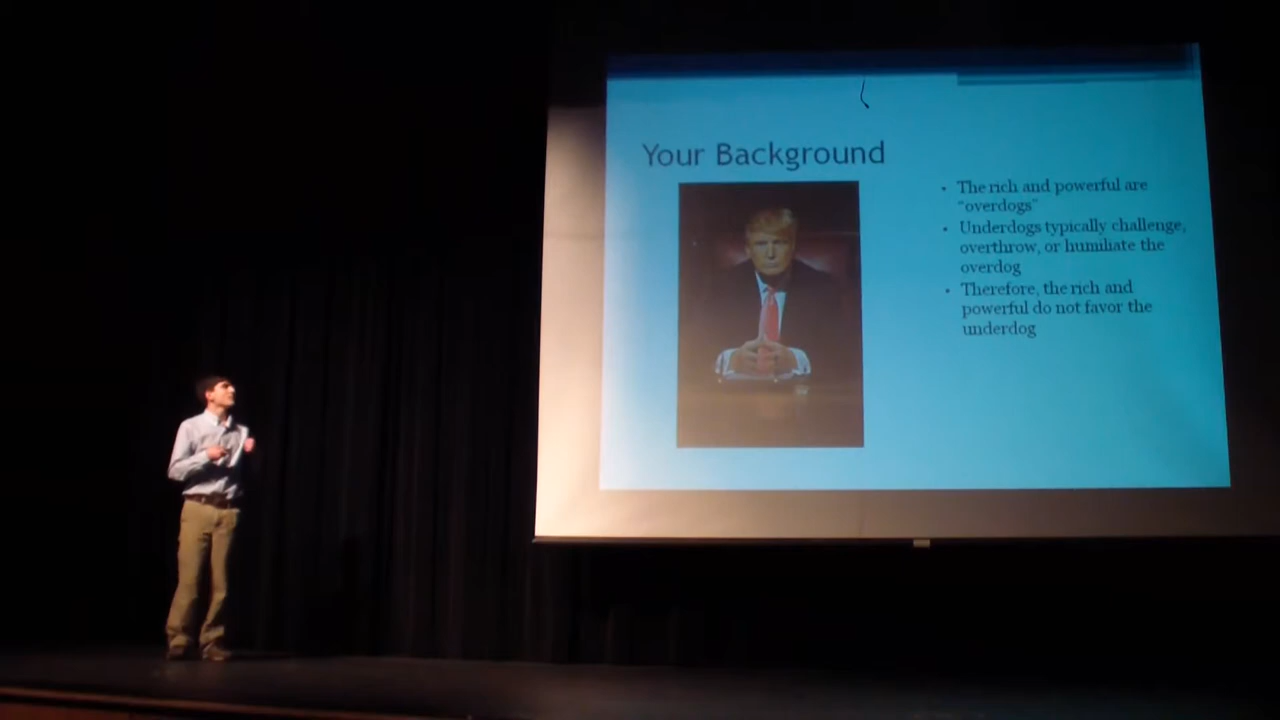 Your Background
• The rich and powerful are
“overdogs”
• Underdogs typically challenge,
overthrow, or humiliate the
overdog
• Therefore, the rich and
powerful do not favor the
underdog